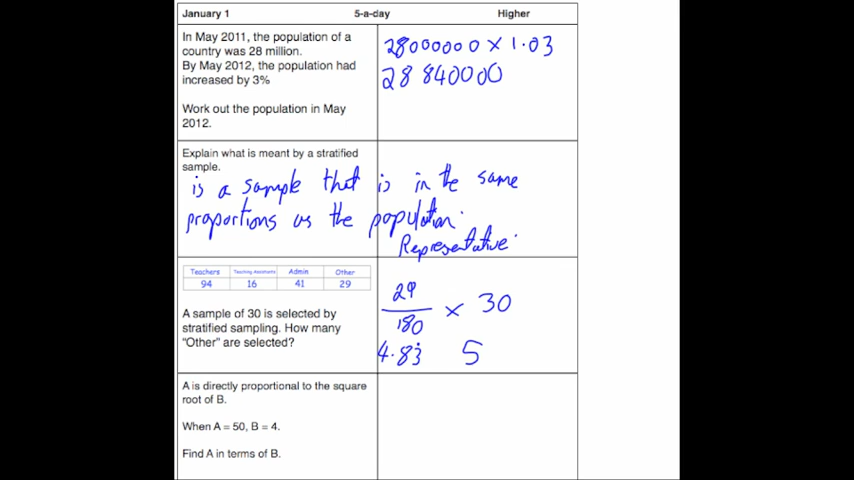 January 1 5-a-day Higher
In May 2011, the population of a
country was 28 million.
By May 2012, the population had
increased by 3%
Work out the population in May
2012.
28000000 × 1.03
28 840000
Explain what is meant by a stratified
sample.
is a sample that is in the same
proportions as the population.
Representative.
Teachers Teaching Assistants Admin Other
94 16 41 29
A sample of 30 is selected by
stratified sampling. How many
"Other" are selected?
29
180 × 30
4.83̇ 5
A is directly proportional to the square
root of B.
When A = 50, B = 4.
Find A in terms of B.